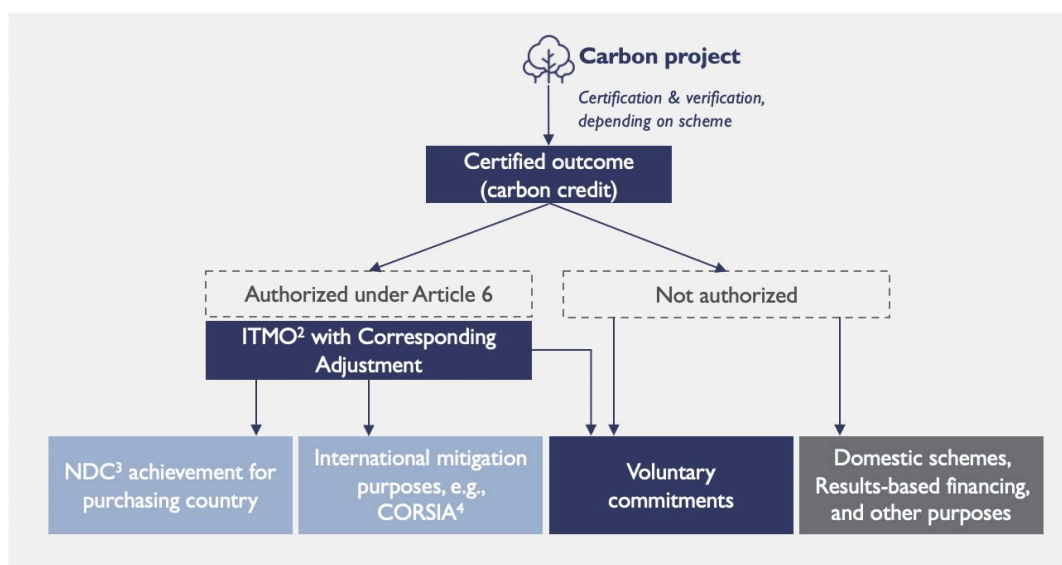 Carbon project
Certification & verification,
depending on scheme
Certified outcome
(carbon credit)
Authorized under Article 6
Not authorized
ITMO² with Corresponding
Adjustment
NDC³ achievement for
purchasing country
International mitigation
purposes, e.g.,
CORSIA⁴
Voluntary
commitments
Domestic schemes,
Results-based financing,
and other purposes